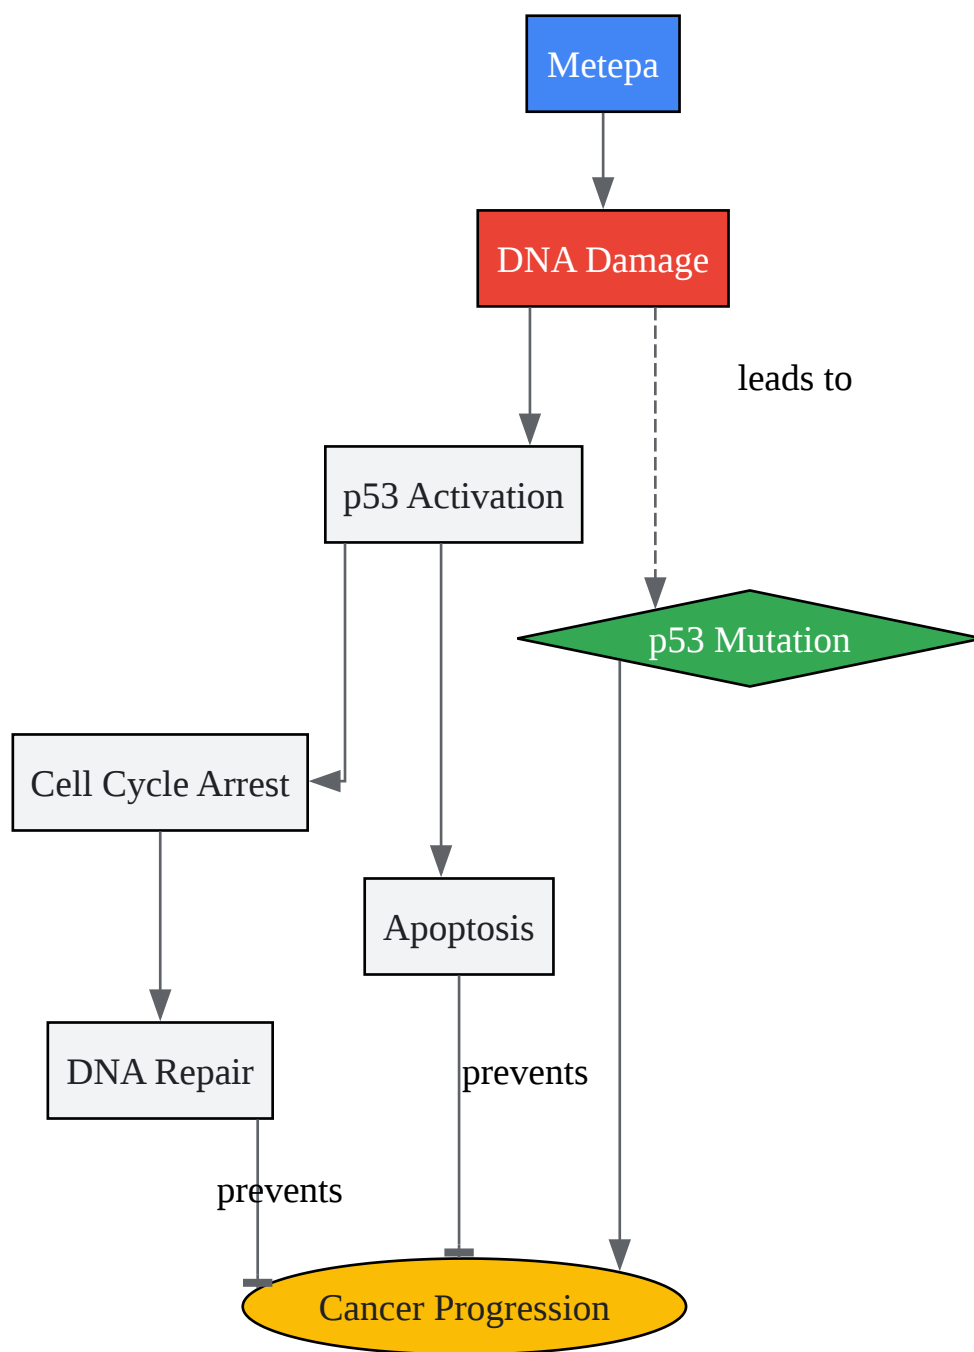 Metepa
DNA Damage
leads to
p53 Activation
p53 Mutation
Cell Cycle Arrest
Apoptosis
DNA Repair
prevents
prevents
Cancer Progression